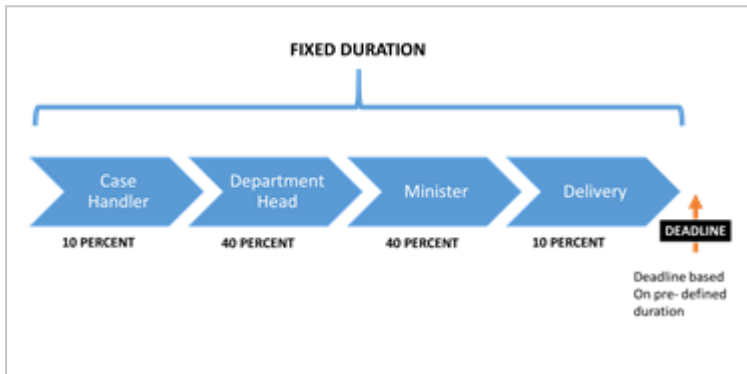 FIXED DURATION
Case
Handler
Department
Head
Minister
Delivery
10 PERCENT
40 PERCENT
40 PERCENT
10 PERCENT
DEADLINE
Deadline based
On pre- defined
duration